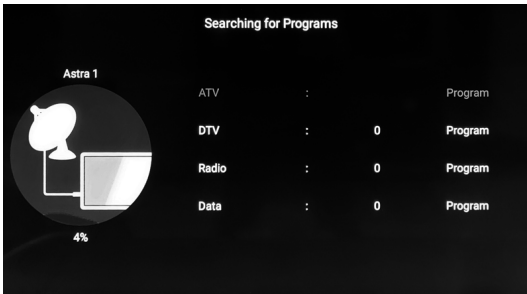 Searching for Programs
Astra 1
ATV : Program
DTV : 0 Program
Radio : 0 Program
Data : 0 Program
4%